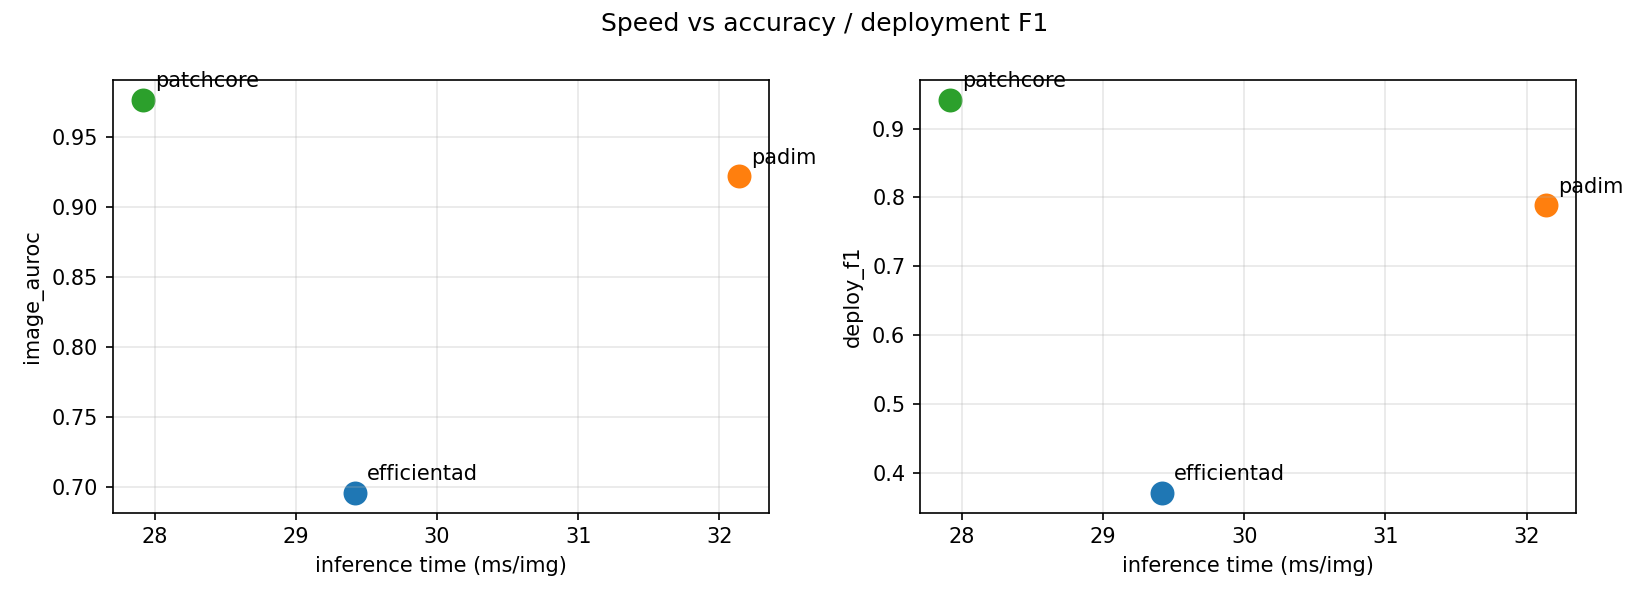 Speed vs accuracy / deployment F1
patchcore
padim
efficientad
0.95
0.90
0.85
0.80
0.75
0.70
image_auroc
28
29
30
31
32
inference time (ms/img)
patchcore
padim
efficientad
0.9
0.8
0.7
0.6
0.5
0.4
deploy_f1
28
29
30
31
32
inference time (ms/img)